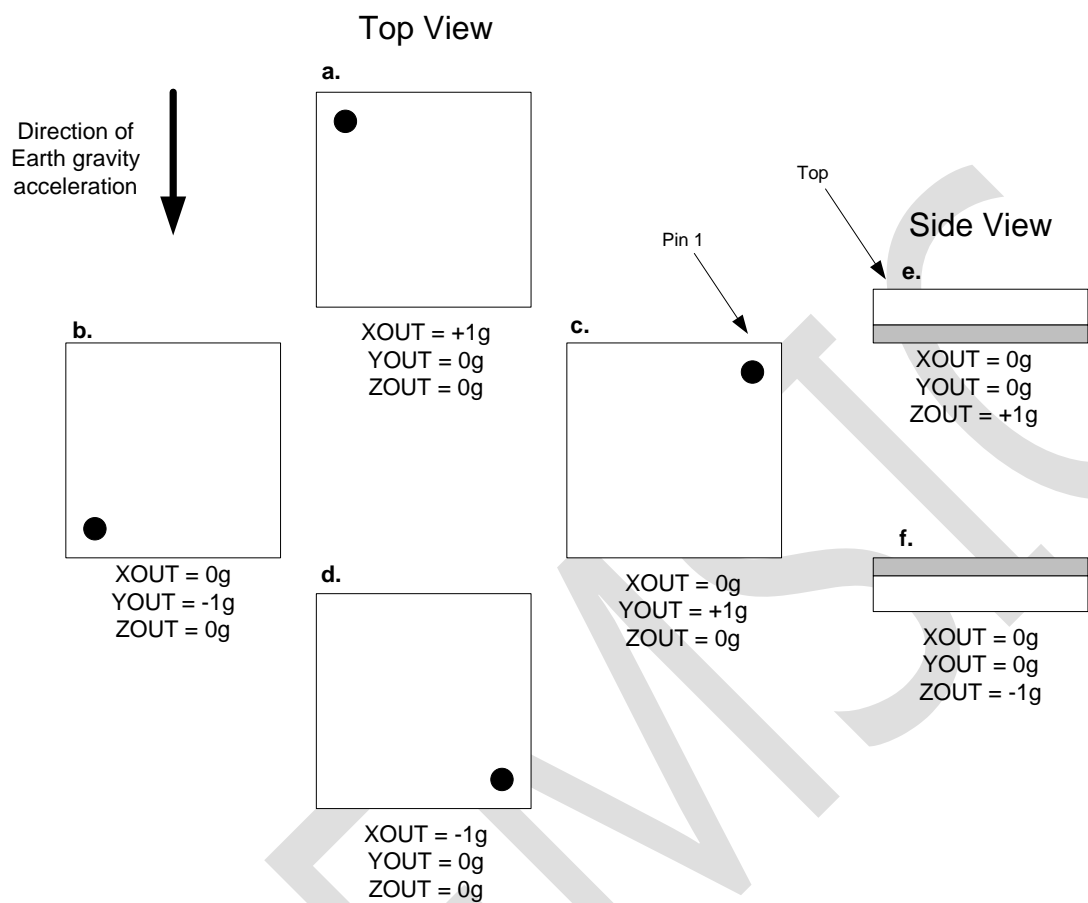 Top View
a.
Direction of
Earth gravity
acceleration
XOUT = +1g
YOUT = 0g
ZOUT = 0g
b.
XOUT = 0g
YOUT = -1g
ZOUT = 0g
Pin 1
c.
XOUT = 0g
YOUT = +1g
ZOUT = 0g
d.
XOUT = -1g
YOUT = 0g
ZOUT = 0g
Top
Side View
e.
XOUT = 0g
YOUT = 0g
ZOUT = +1g
f.
XOUT = 0g
YOUT = 0g
ZOUT = -1g